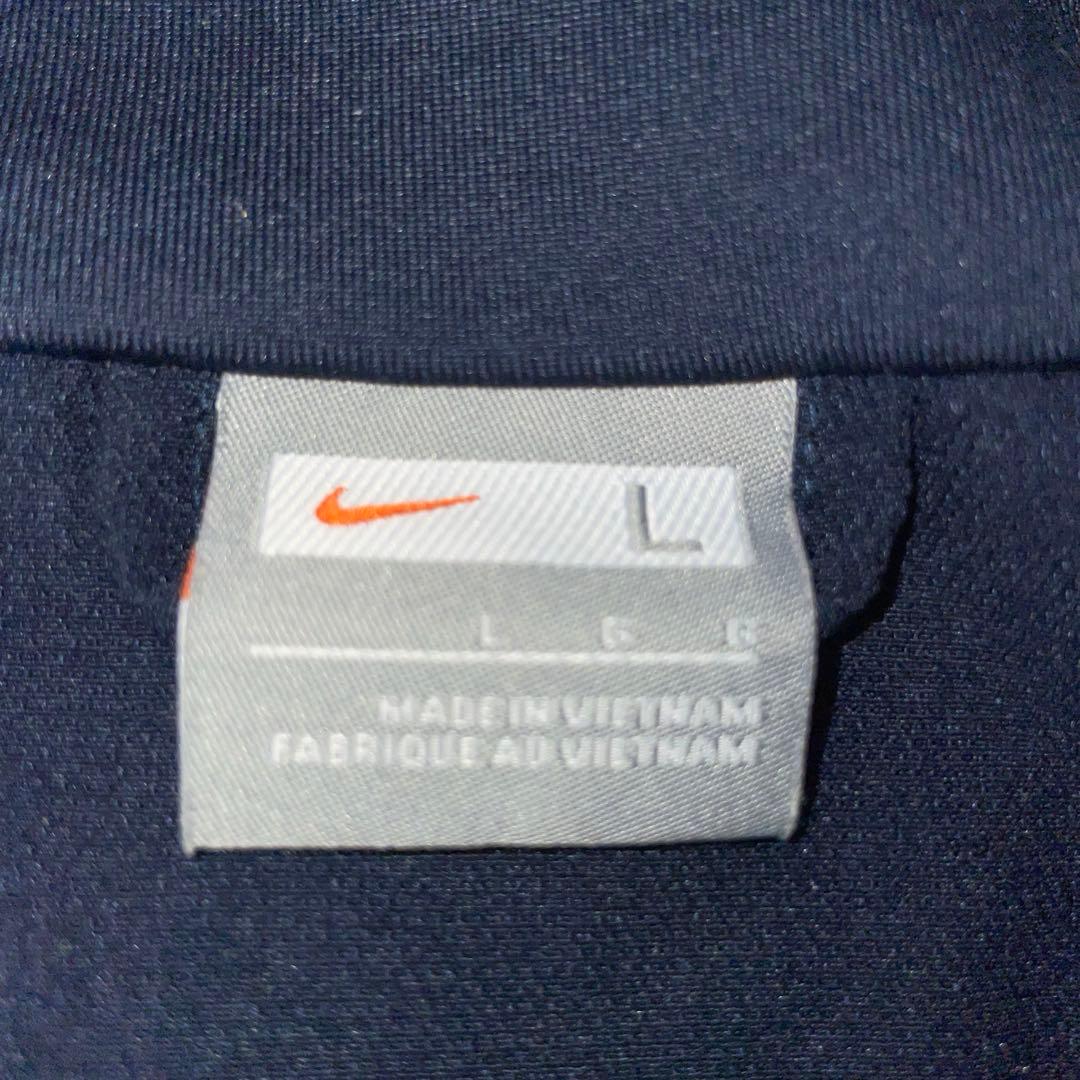 L
L G G
MADE IN VIETNAM
FABRIQUE AU VIETNAM